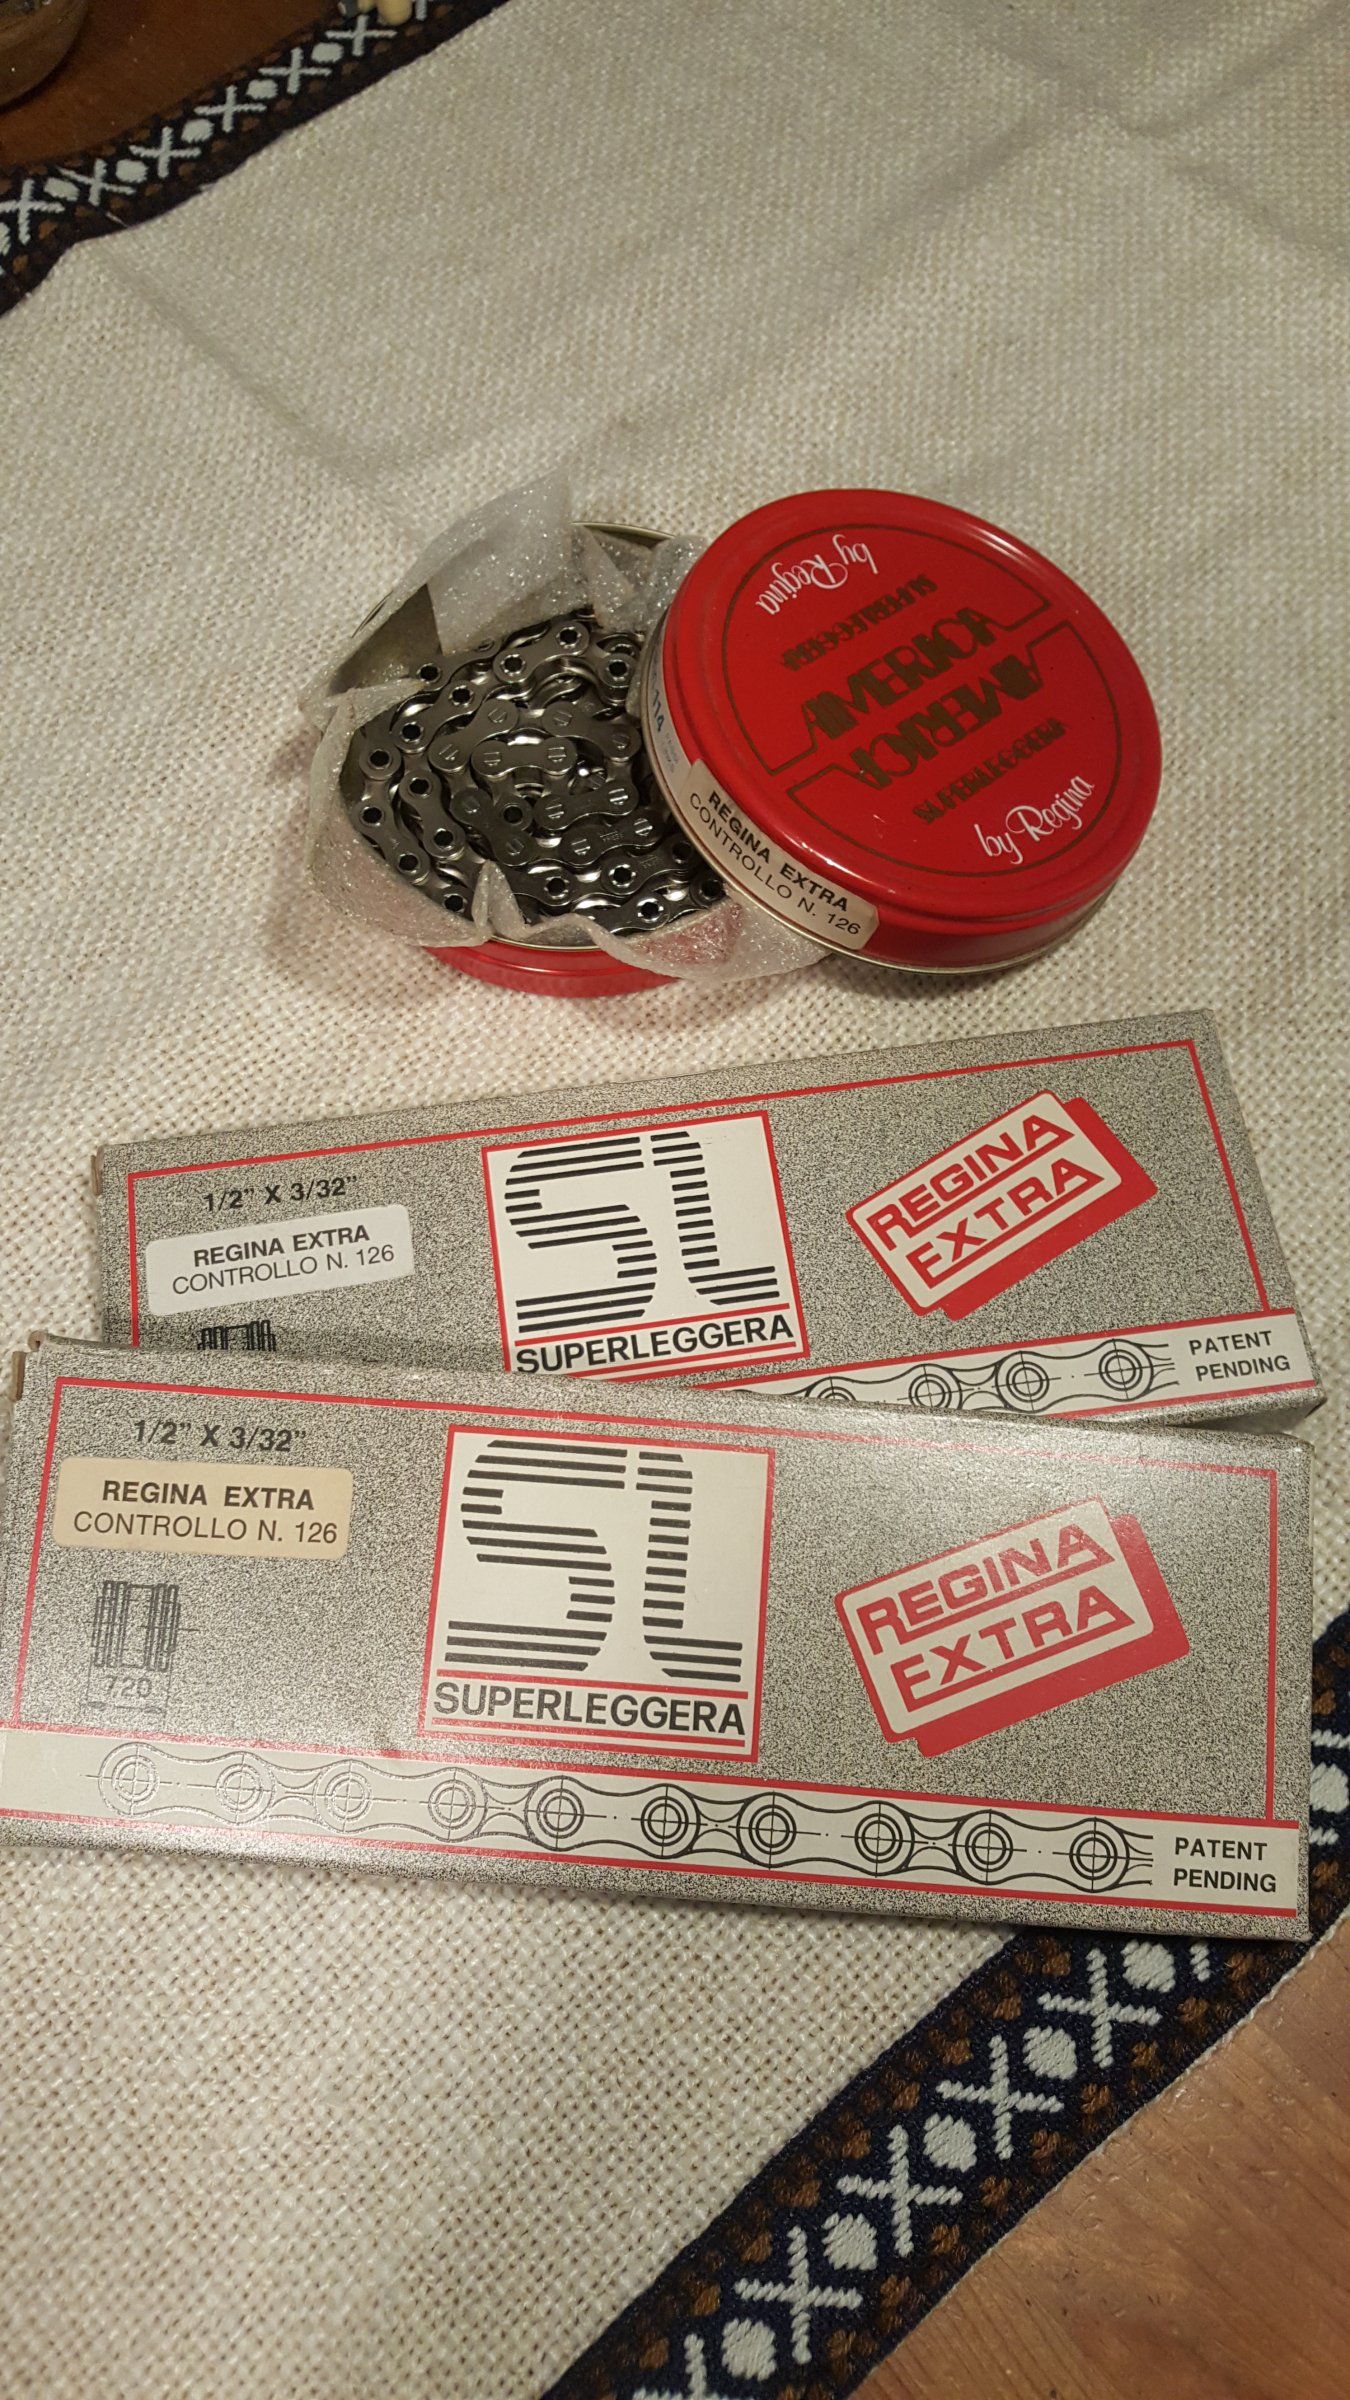 by Regina
SUPERLEGGERA
AMERICA
AMERICA
SUPERLEGGERA
by Regina
114
REGINA EXTRA
CONTROLLO N. 126
1/2" X 3/32"
REGINA EXTRA
CONTROLLO N. 126
SL
SUPERLEGGERA
REGINA
EXTRA
PATENT
PENDING
1/2" X 3/32"
REGINA EXTRA
CONTROLLO N. 126
720
SL
SUPERLEGGERA
REGINA
EXTRA
PATENT
PENDING